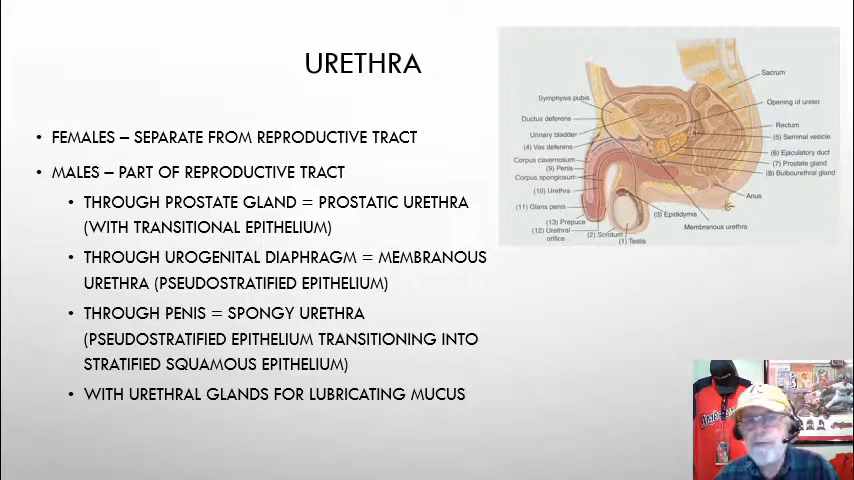 URETHRA
• FEMALES – SEPARATE FROM REPRODUCTIVE TRACT
• MALES – PART OF REPRODUCTIVE TRACT
• THROUGH PROSTATE GLAND = PROSTATIC URETHRA
(WITH TRANSITIONAL EPITHELIUM)
• THROUGH UROGENITAL DIAPHRAGM = MEMBRANOUS
URETHRA (PSEUDOSTRATIFIED EPITHELIUM)
• THROUGH PENIS = SPONGY URETHRA
(PSEUDOSTRATIFIED EPITHELIUM TRANSITIONING INTO
STRATIFIED SQUAMOUS EPITHELIUM)
• WITH URETHRAL GLANDS FOR LUBRICATING MUCUS
Symphysis pubis
Ductus deferens
Urinary bladder
(4) Vas deferens
Corpus cavernosum
(9) Penis
Corpus spongiosum
(10) Urethra
(11) Glans penis
(13) Prepuce
(12) Urethral
orifice
(2) Scrotum
(1) Testis
(3) Epididymis
Membranous urethra
Sacrum
Opening of ureter
Rectum
(5) Seminal vesicle
(6) Ejaculatory duct
(7) Prostate gland
(8) Bulbourethral gland
Anus